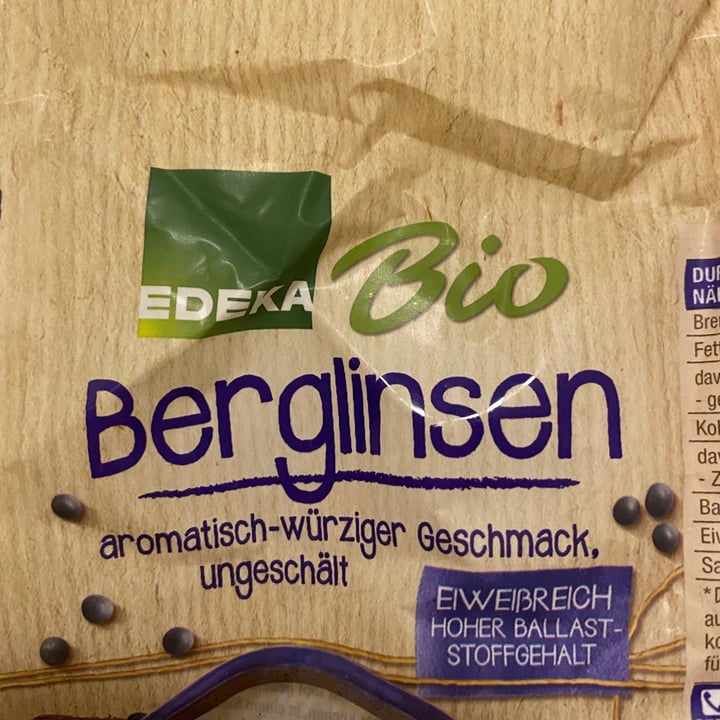 EDEKA Bio
Berglinsen
aromatisch-würziger Geschmack,
ungeschält
EIWEIßREICH
HOHER BALLAST-
STOFFGEHALT